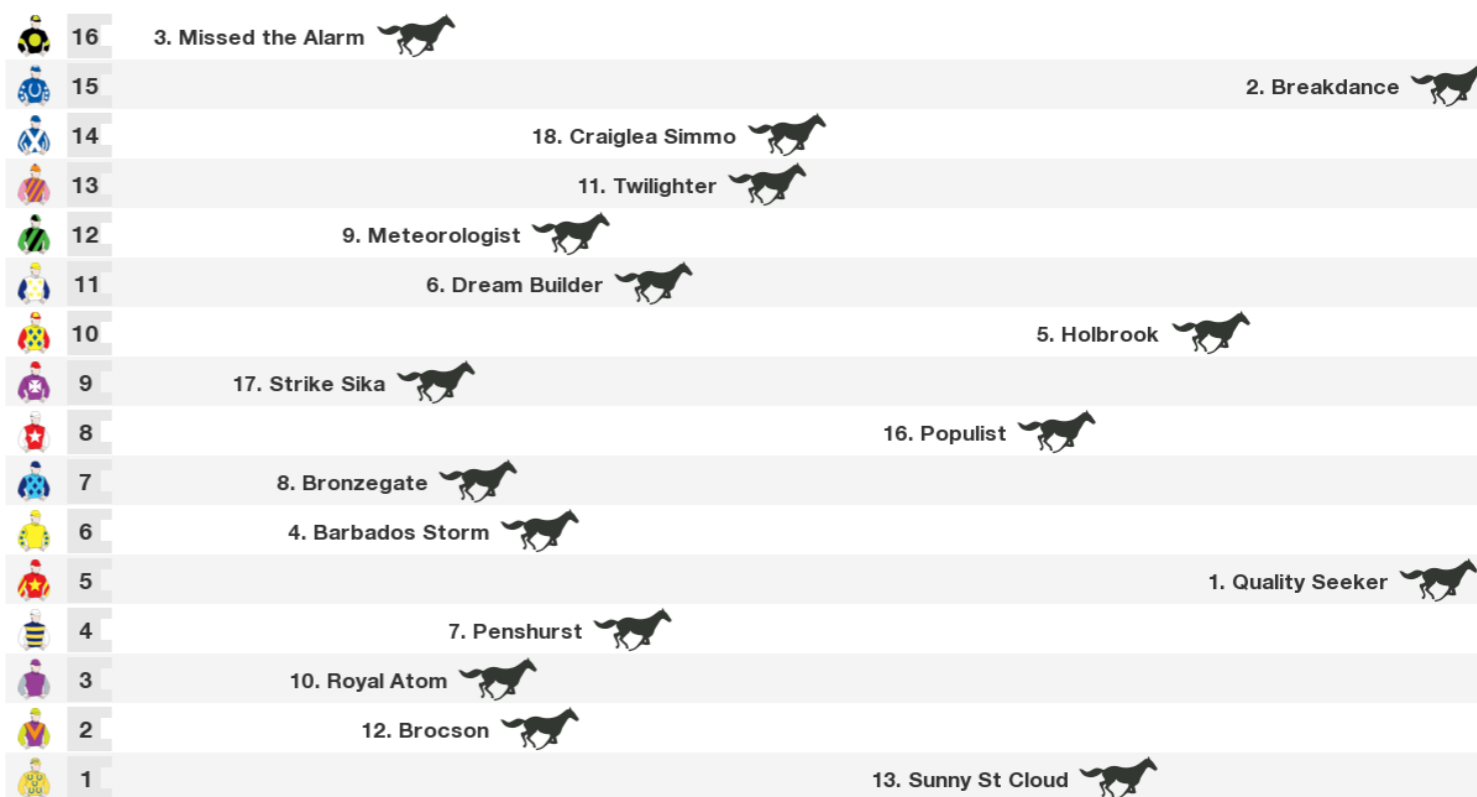 16 3. Missed the Alarm
15 2. Breakdance
14 18. Craiglea Simmo
13 11. Twilighter
12 9. Meteorologist
11 6. Dream Builder
10 5. Holbrook
9 17. Strike Sika
8 16. Populist
7 8. Bronzegate
6 4. Barbados Storm
5 1. Quality Seeker
4 7. Penshurst
3 10. Royal Atom
2 12. Brocson
1 13. Sunny St Cloud